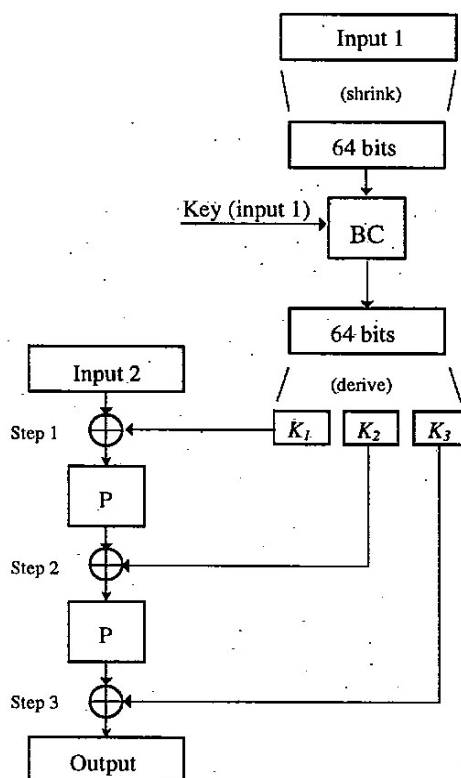 Input 1
(shrink)
64 bits
Key (input 1)
BC
64 bits
Input 2
(derive)
Step 1
K1 K2 K3
P
Step 2
P
Step 3
Output